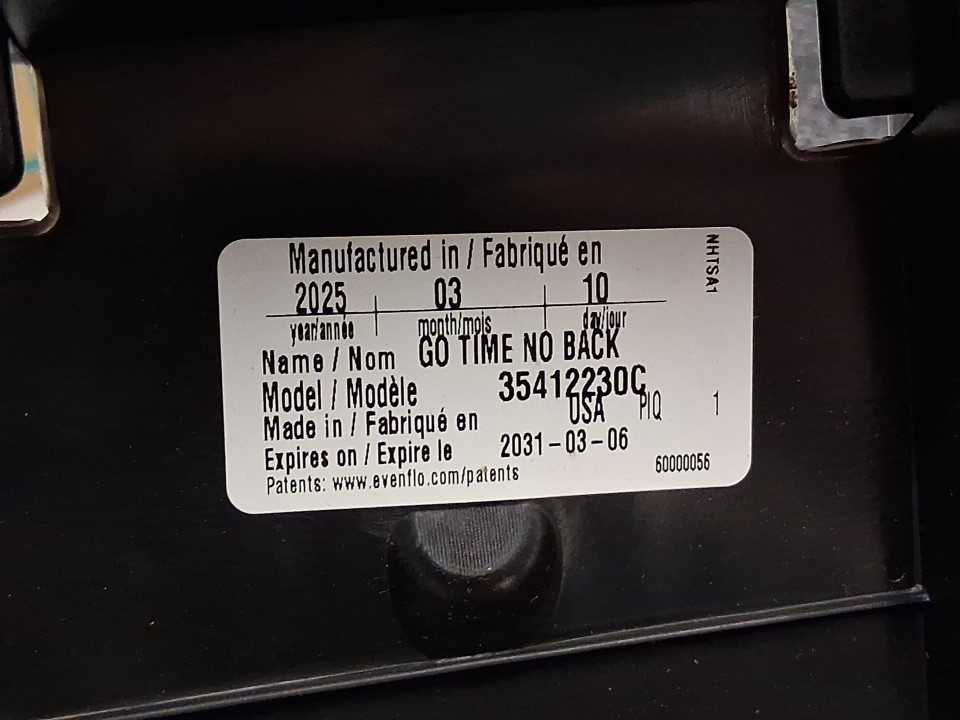 Manufactured in / Fabriqué en
NHTSA1
2025 03 10
year/année month/mois day/jour
Name / Nom GO TIME NO BACK
Model / Modèle 35412230C
Made in / Fabriqué en USA PIQ 1
Expires on / Expire le 2031-03-06
Patents: www.evenflo.com/patents 60000056